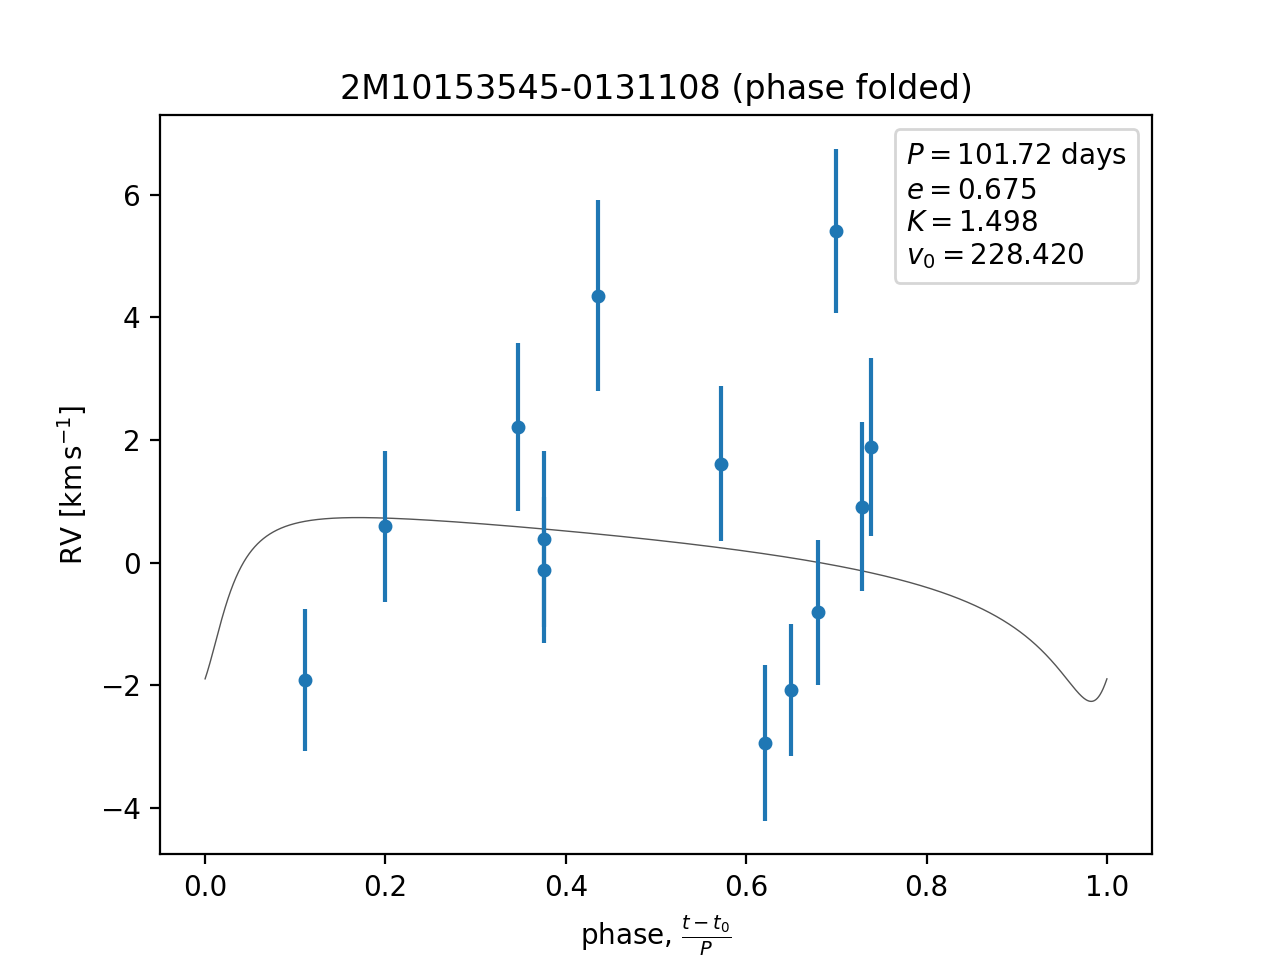 2M10153545-0131108 (phase folded)
P = 101.72 days
e = 0.675
K = 1.498
v₀ = 228.420
RV [km s⁻¹]
6
4
2
0
−2
−4
0.0 0.2 0.4 0.6 0.8 1.0
phase, (t − t₀)/P